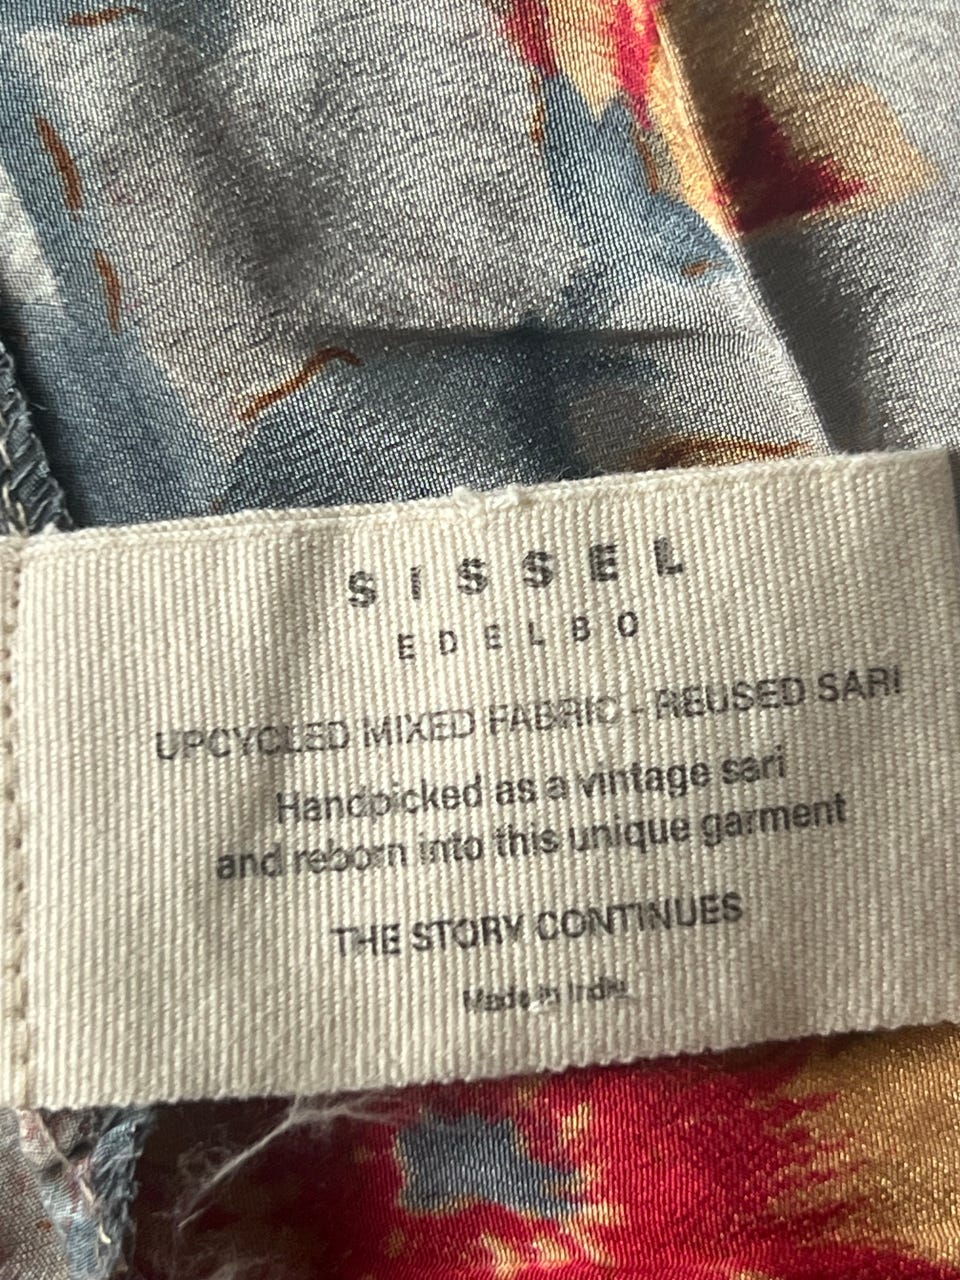 SISSEL
EDELBO
UPCYCLED MIXED FABRIC - REUSED SARI
Handpicked as a vintage sari
and reborn into this unique garment
THE STORY CONTINUES
Made in India